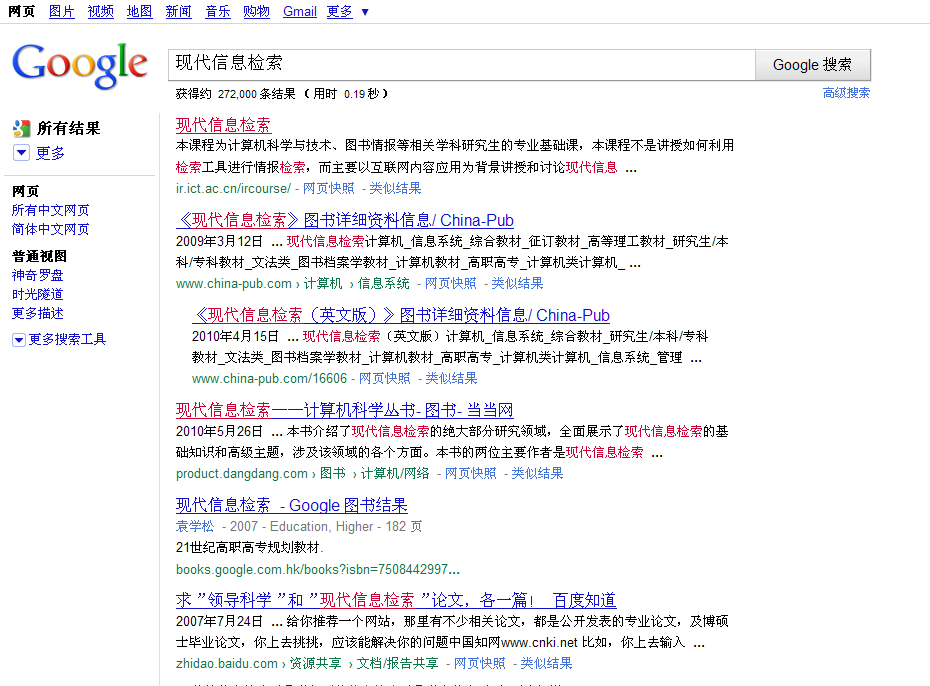 网页 图片 视频 地图 新闻 音乐 购物 Gmail 更多 ▼
Google
现代信息检索
Google 搜索
获得约 272,000 条结果 （用时 0.19 秒）
高级搜索
所有结果
更多
网页
所有中文网页
简体中文网页
普通视图
神奇罗盘
时光隧道
更多描述
更多搜索工具
现代信息检索
本课程为计算机科学与技术、图书情报等相关学科研究生的专业基础课，本课程不是讲授如何利用
检索工具进行情报检索，而主要以互联网内容应用为背景讲授和讨论现代信息 ...
ir.ict.ac.cn/ircourse/ - 网页快照 - 类似结果
《现代信息检索》图书详细资料信息/ China-Pub
2009年3月12日 ... 现代信息检索计算机_信息系统_综合教材_征订教材_高等理工教材_研究生/本
科/专科教材_文法类_图书档案学教材_计算机教材_高职高专_计算机类计算机_ ...
www.china-pub.com › 计算机 › 信息系统 - 网页快照 - 类似结果
《现代信息检索（英文版）》图书详细资料信息/ China-Pub
2010年4月15日 ... 现代信息检索（英文版）计算机_信息系统_综合教材_研究生/本科/专科
教材_文法类_图书档案学教材_计算机教材_高职高专_计算机类计算机_信息系统_管理 ...
www.china-pub.com/16606 - 网页快照 - 类似结果
现代信息检索——计算机科学丛书- 图书- 当当网
2010年5月26日 ... 本书介绍了现代信息检索的绝大部分研究领域，全面展示了现代信息检索的基
础知识和高级主题，涉及该领域的各个方面。本书的两位主要作者是现代信息检索 ...
product.dangdang.com › 图书 › 计算机/网络 - 网页快照 - 类似结果
现代信息检索 - Google 图书结果
袁学松 - 2007 - Education, Higher - 182 页
21世纪高职高专规划教材.
books.google.com.hk/books?isbn=7508442997...
求 ”领导科学 ”和 ”现代信息检索 ”论文，各一篇！ 百度知道
2007年7月24日 ... 给你推荐一个网站，那里有不少相关论文，都是公开发表的专业论文，及博硕
士毕业论文，你上去挑挑，应该能解决你的问题中国知网www.cnki.net 比如，你上去输入 ...
zhidao.baidu.com › 资源共享 › 文档/报告共享 - 网页快照 - 类似结果